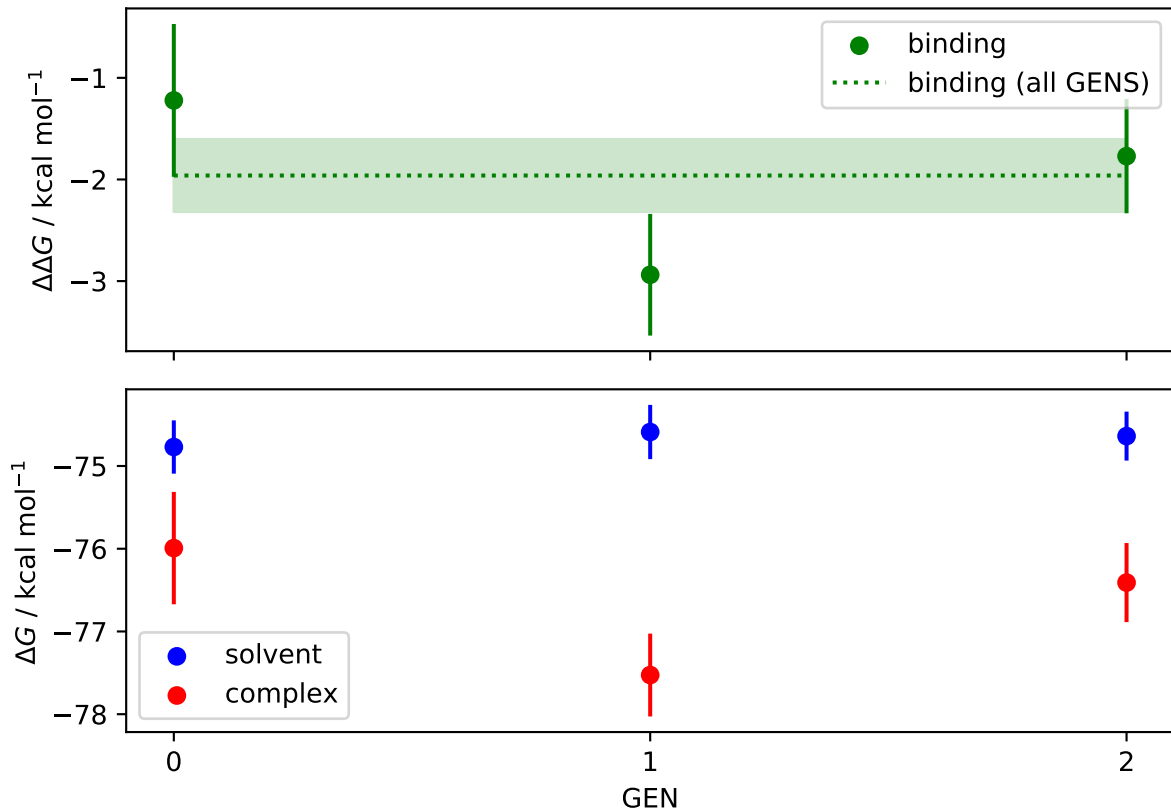 binding
binding (all GENS)
−1
−2
−3
ΔΔG / kcal mol⁻¹
−75
−76
−77
−78
ΔG / kcal mol⁻¹
solvent
complex
0 1 2
GEN